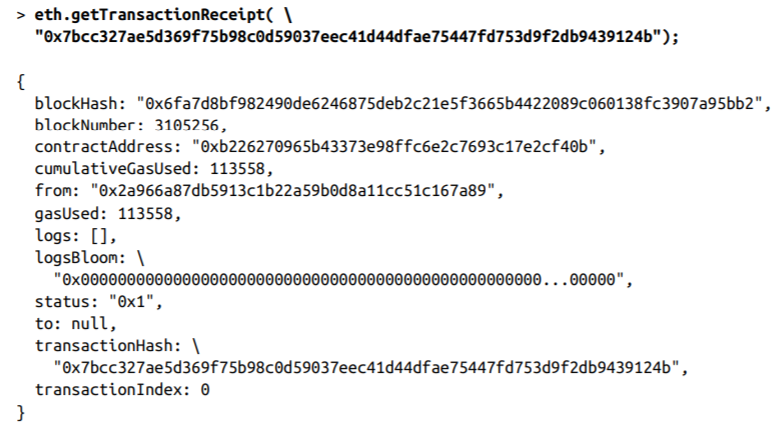 > eth.getTransactionReceipt( \
"0x7bcc327ae5d369f75b98c0d59037eec41d44dfae75447fd753d9f2db9439124b");
{
blockHash: "0x6fa7d8bf982490de6246875deb2c21e5f3665b4422089c060138fc3907a95bb2",
blockNumber: 3105256,
contractAddress: "0xb226270965b43373e98ffc6e2c7693c17e2cf40b",
cumulativeGasUsed: 113558,
from: "0x2a966a87db5913c1b22a59b0d8a11cc51c167a89",
gasUsed: 113558,
logs: [],
logsBloom: \
"0x00000000000000000000000000000000000000000000000000...00000",
status: "0x1",
to: null,
transactionHash: \
"0x7bcc327ae5d369f75b98c0d59037eec41d44dfae75447fd753d9f2db9439124b",
transactionIndex: 0
}